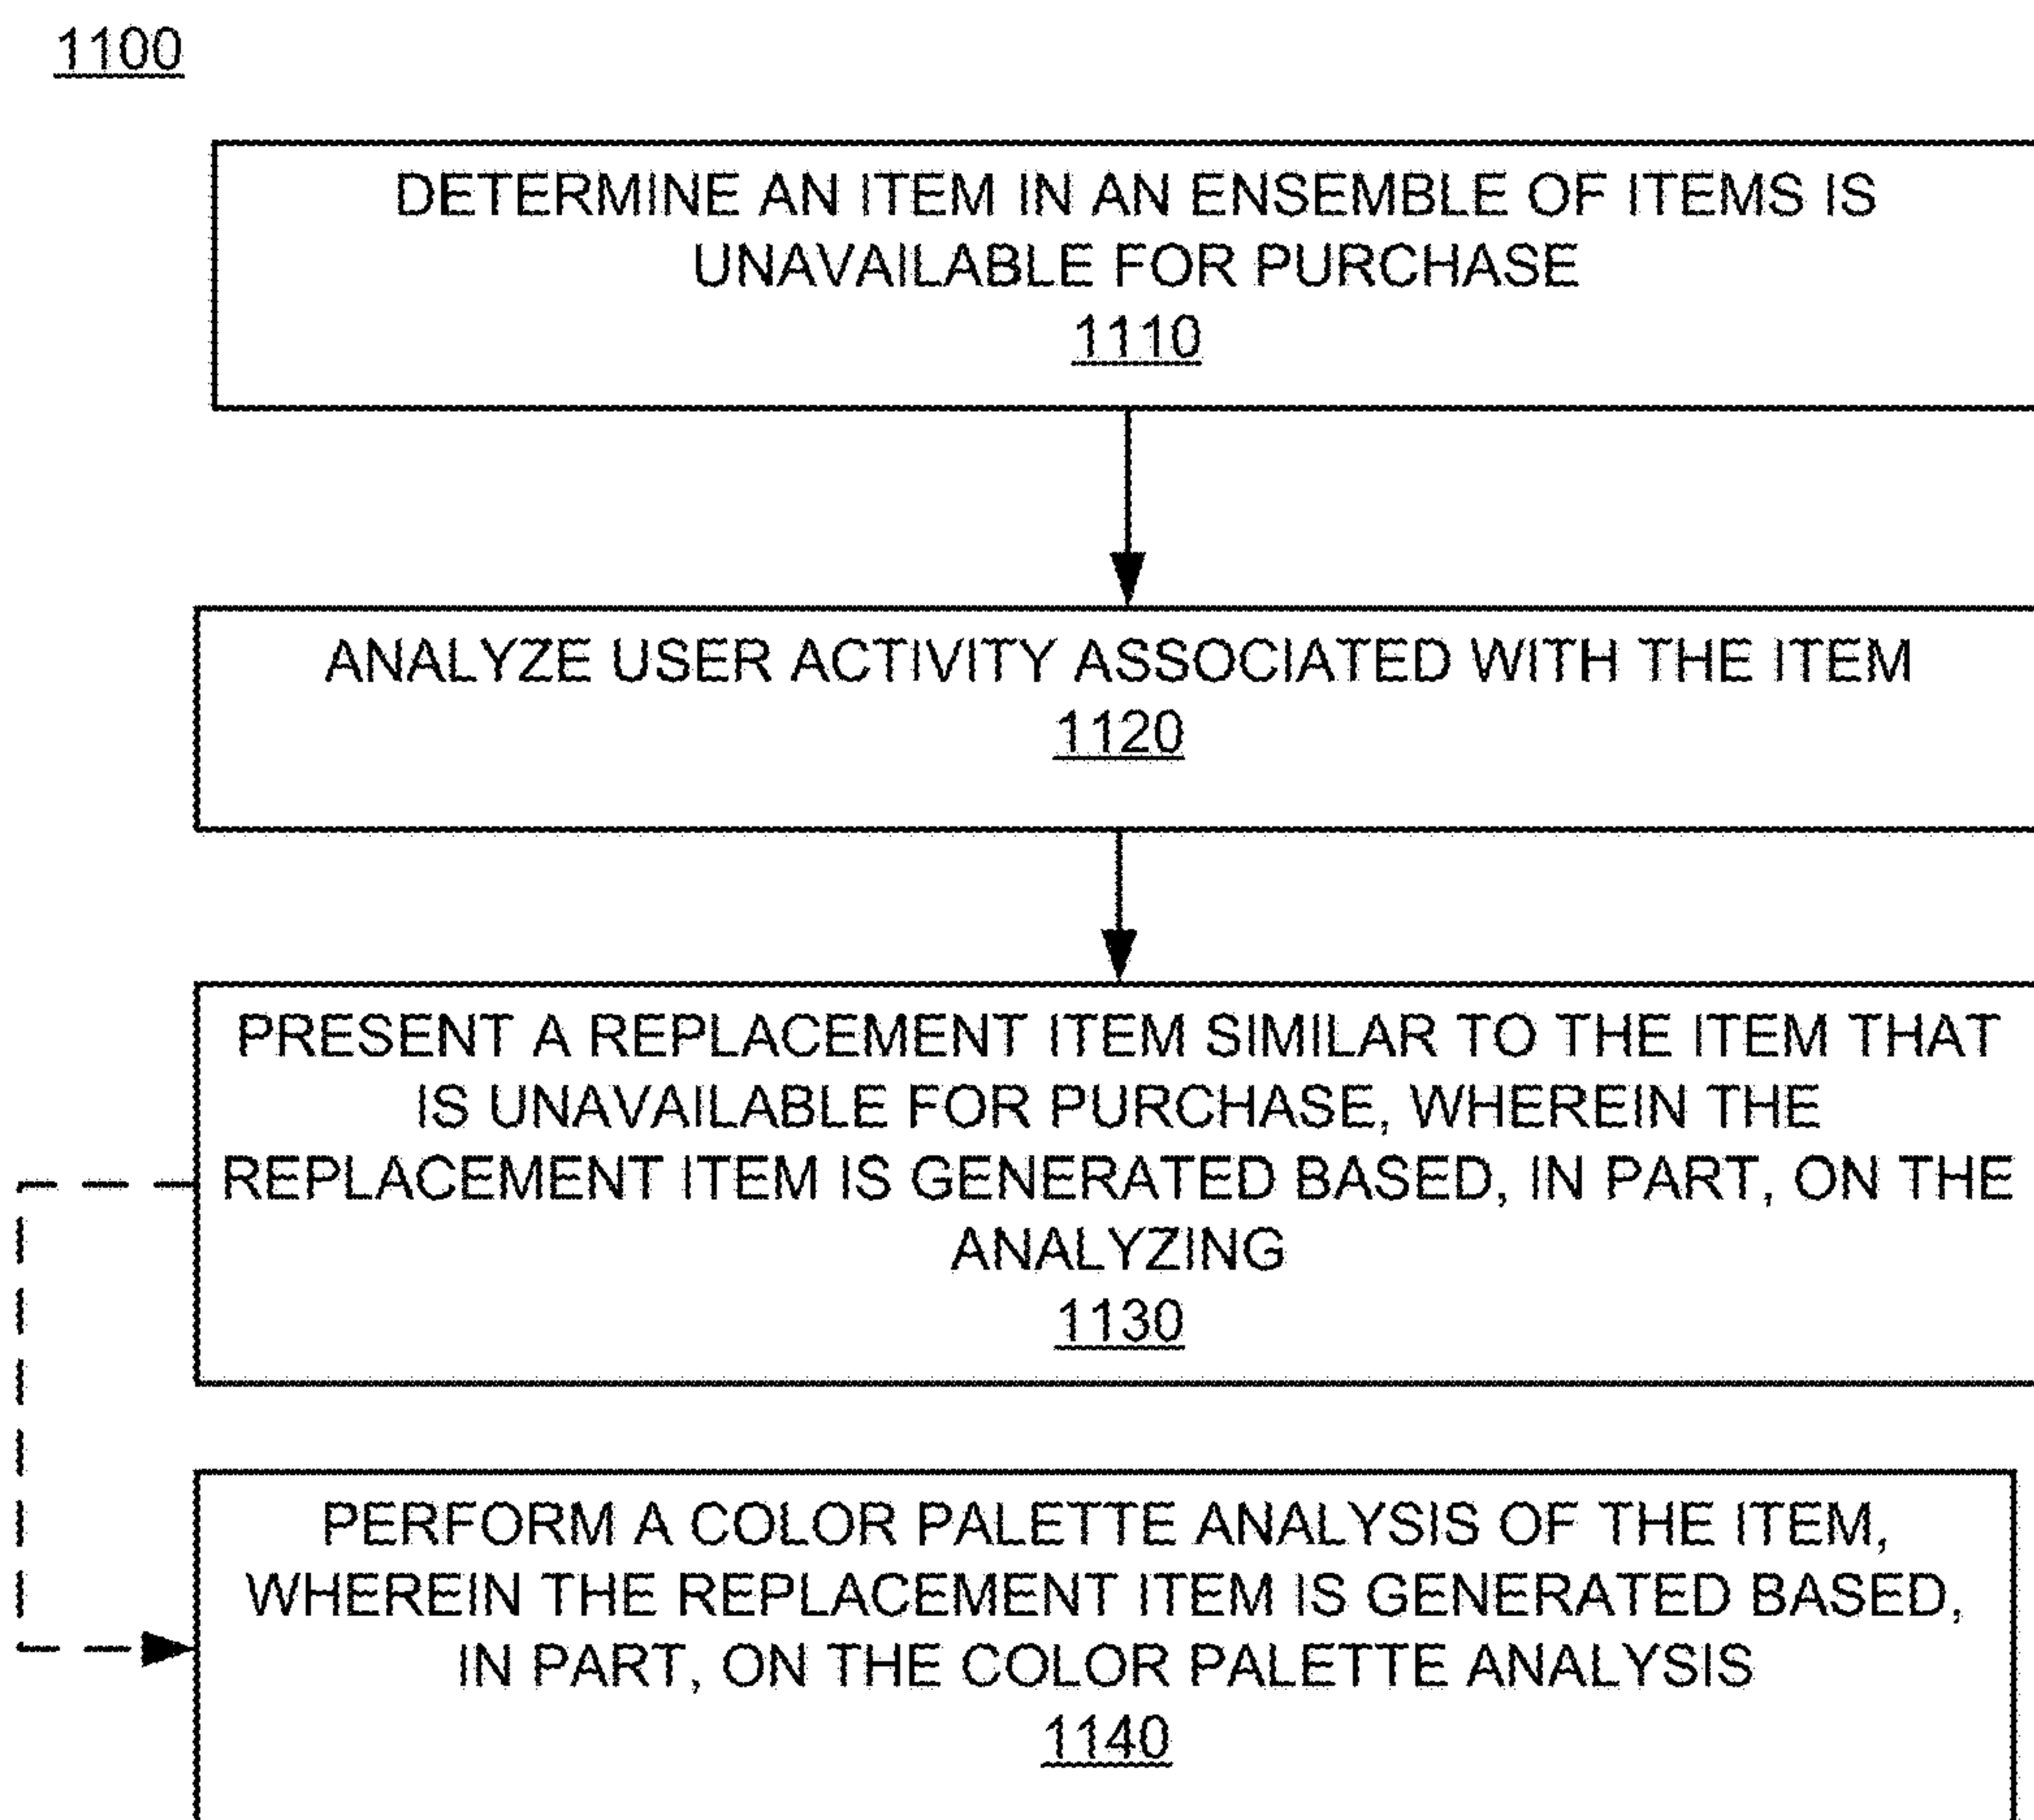 1100
DETERMINE AN ITEM IN AN ENSEMBLE OF ITEMS IS
UNAVAILABLE FOR PURCHASE
1110
ANALYZE USER ACTIVITY ASSOCIATED WITH THE ITEM
1120
PRESENT A REPLACEMENT ITEM SIMILAR TO THE ITEM THAT
IS UNAVAILABLE FOR PURCHASE, WHEREIN THE
REPLACEMENT ITEM IS GENERATED BASED, IN PART, ON THE
ANALYZING
1130
PERFORM A COLOR PALETTE ANALYSIS OF THE ITEM,
WHEREIN THE REPLACEMENT ITEM IS GENERATED BASED,
IN PART, ON THE COLOR PALETTE ANALYSIS
1140